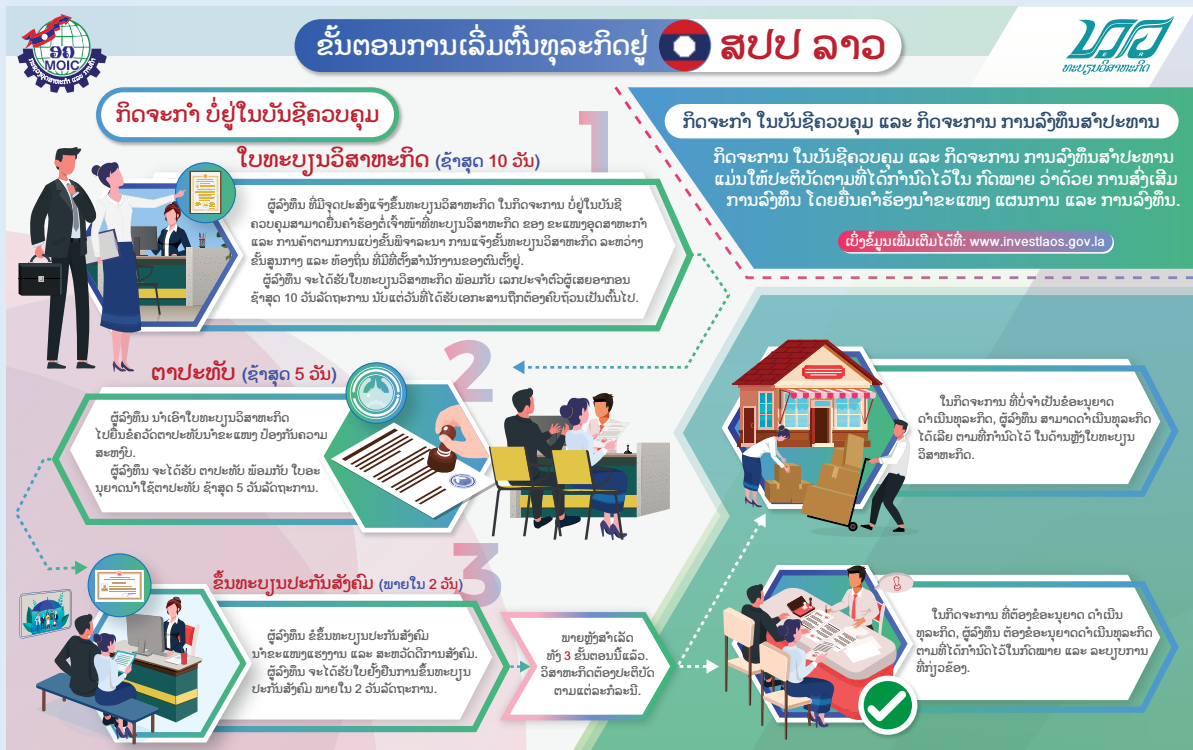 ອຄ
MOIC
ກະຊວງອຸດສາຫະກຳ ແລະ ການຄ້າ
ຂັ້ນຕອນການເລີ່ມຕົ້ນທຸລະກິດຢູ່ ສປປ ລາວ
ທະບຽນວິສາຫະກິດ
ກິດຈະກຳ ບໍ່ຢູ່ໃນບັນຊີຄວບຄຸມ
1
ໃບທະບຽນວິສາຫະກິດ (ຊ້າສຸດ 10 ວັນ)
ຜູ້ລົງທຶນ ທີ່ມີຈຸດປະສົງແຈ້ງຂຶ້ນທະບຽນວິສາຫະກິດ ໃນກິດຈະການ ບໍ່ຢູ່ໃນບັນຊີ
ຄວບຄຸມສາມາດຍື່ນຄຳຮ້ອງຕໍ່ເຈົ້າໜ້າທີ່ທະບຽນວິສາຫະກິດ ຂອງ ຂະແໜງອຸດສາຫະກຳ
ແລະ ການຄ້າຕາມການແບ່ງຂັ້ນພິຈາລະນາ ການແຈ້ງຂຶ້ນທະບຽນວິສາຫະກິດ ລະຫວ່າງ
ຂັ້ນສູນກາງ ແລະ ທ້ອງຖິ່ນ ທີ່ມີທີ່ຕັ້ງສຳນັກງານຂອງຕົນຕັ້ງຢູ່.
ຜູ້ລົງທຶນ ຈະໄດ້ຮັບໃບທະບຽນວິສາຫະກິດ ພ້ອມກັບ ເລກປະຈຳຕົວຜູ້ເສຍອາກອນ
ຊ້າສຸດ 10 ວັນລັດຖະການ ນັບແຕ່ວັນທີ່ໄດ້ຮັບເອກະສານຖືກຕ້ອງຄົບຖ້ວນເປັນຕົ້ນໄປ.
ກິດຈະກຳ ໃນບັນຊີຄວບຄຸມ ແລະ ກິດຈະການ ການລົງທຶນສຳປະທານ
ກິດຈະການ ໃນບັນຊີຄວບຄຸມ ແລະ ກິດຈະການ ການລົງທຶນສຳປະທານ
ແມ່ນໃຫ້ປະຕິບັດຕາມທີ່ໄດ້ກຳນົດໄວ້ໃນ ກົດໝາຍ ວ່າດ້ວຍ ການສົ່ງເສີມ
ການລົງທຶນ ໂດຍຍື່ນຄຳຮ້ອງນຳຂະແໜງ ແຜນການ ແລະ ການລົງທຶນ.
ເບິ່ງຂໍ້ມູນເພີ່ມເຕີມໄດ້ທີ່: www.investlaos.gov.la
2
ຕາປະທັບ (ຊ້າສຸດ 5 ວັນ)
ຜູ້ລົງທຶນ ນຳເອົາໃບທະບຽນວິສາຫະກິດ
ໄປຍື່ນຂໍຄວັດຕາປະທັບນຳຂະແໜງ ປ້ອງກັນຄວາມ
ສະຫງົບ.
ຜູ້ລົງທຶນ ຈະໄດ້ຮັບ ຕາປະທັບ ພ້ອມກັບ ໃບອະ
ນຸຍາດນຳໃຊ້ຕາປະທັບ ຊ້າສຸດ 5 ວັນລັດຖະການ.
3
ຂຶ້ນທະບຽນປະກັນສັງຄົມ (ພາຍໃນ 2 ວັນ)
ຜູ້ລົງທຶນ ຂໍຂຶ້ນທະບຽນປະກັນສັງຄົມ
ນຳຂະແໜງແຮງງານ ແລະ ສະຫວັດດີການສັງຄົມ.
ຜູ້ລົງທຶນ ຈະໄດ້ຮັບໃບຢັ້ງຢືນການຂຶ້ນທະບຽນ
ປະກັນສັງຄົມ ພາຍໃນ 2 ວັນລັດຖະການ.
ພາຍຫຼັງສຳເລັດ
ທັງ 3 ຂັ້ນຕອນນີ້ແລ້ວ.
ວິສາຫະກິດຕ້ອງປະຕິບັດ
ຕາມແຕ່ລະກໍລະນີ.
ໃນກິດຈະການ ທີ່ບໍ່ຈຳເປັນຂໍອະນຸຍາດ
ດຳເນີນທຸລະກິດ, ຜູ້ລົງທຶນ ສາມາດດຳເນີນທຸລະກິດ
ໄດ້ເລີຍ ຕາມທີ່ກຳນົດໄວ້ ໃນດ້ານຫຼັງໃບທະບຽນ
ວິສາຫະກິດ.
ໃນກິດຈະການ ທີ່ຕ້ອງຂໍອະນຸຍາດ ດຳເນີນ
ທຸລະກິດ, ຜູ້ລົງທຶນ ຕ້ອງຂໍອະນຸຍາດດຳເນີນທຸລະກິດ
ຕາມທີ່ໄດ້ກຳນົດໄວ້ໃນກົດໝາຍ ແລະ ລະບຽບການ
ທີ່ກ່ຽວຂ້ອງ.